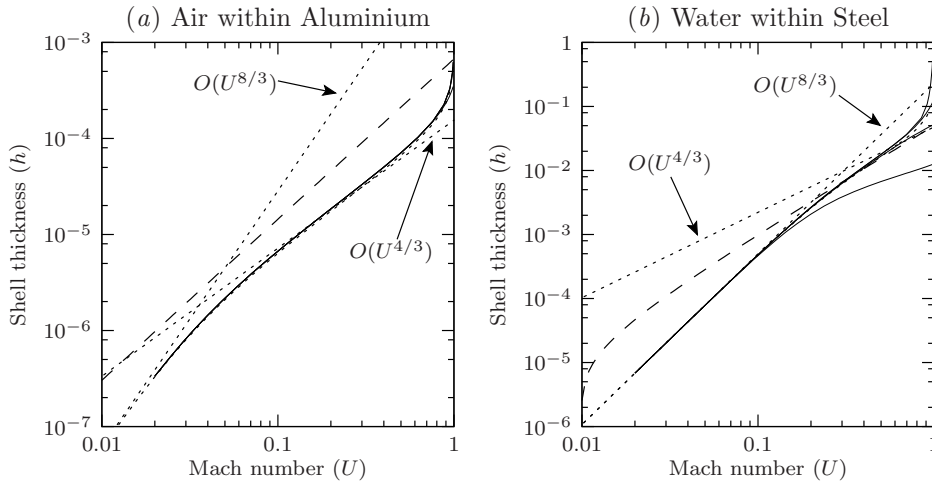 (a) Air within Aluminium
(b) Water within Steel
Shell thickness (h)
10⁻³
10⁻⁴
10⁻⁵
10⁻⁶
10⁻⁷
O(U^{8/3})
O(U^{4/3})
0.01
0.1
1
Mach number (U)
Shell thickness (h)
1
10⁻¹
10⁻²
10⁻³
10⁻⁴
10⁻⁵
10⁻⁶
O(U^{8/3})
O(U^{4/3})
0.01
0.1
1
Mach number (U)